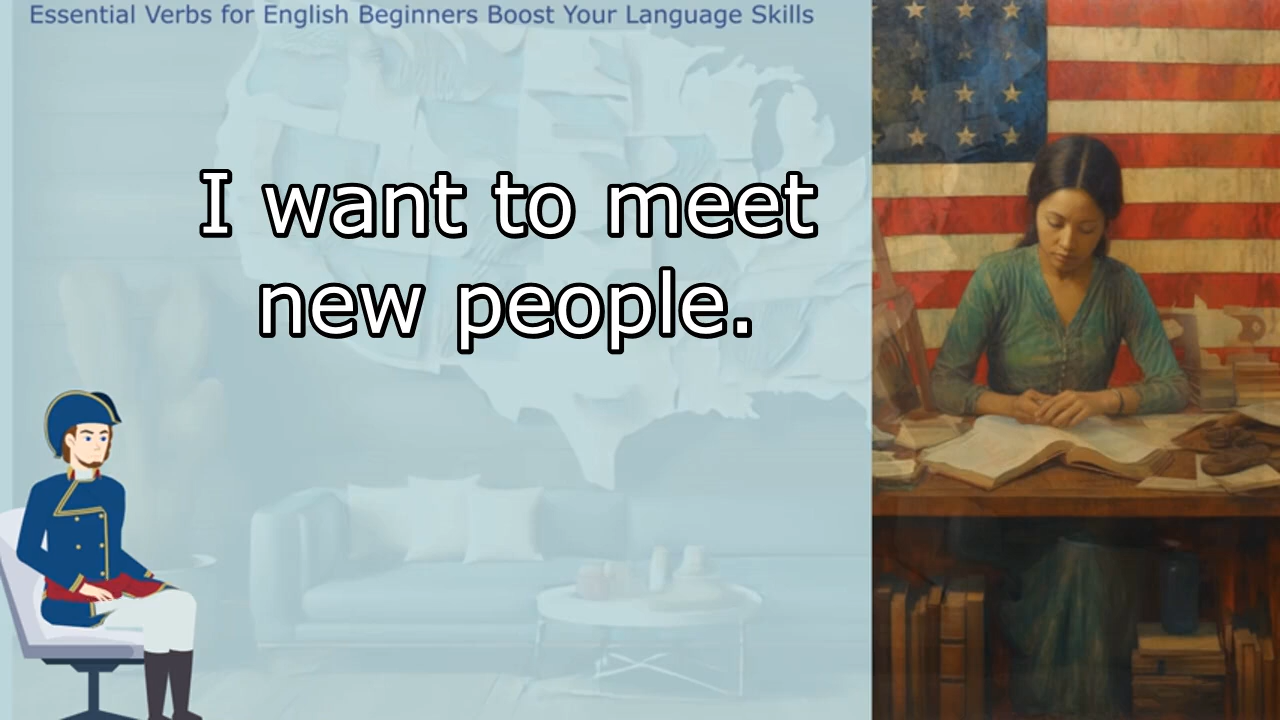 Essential Verbs for English Beginners Boost Your Language Skills
I want to meet
new people.